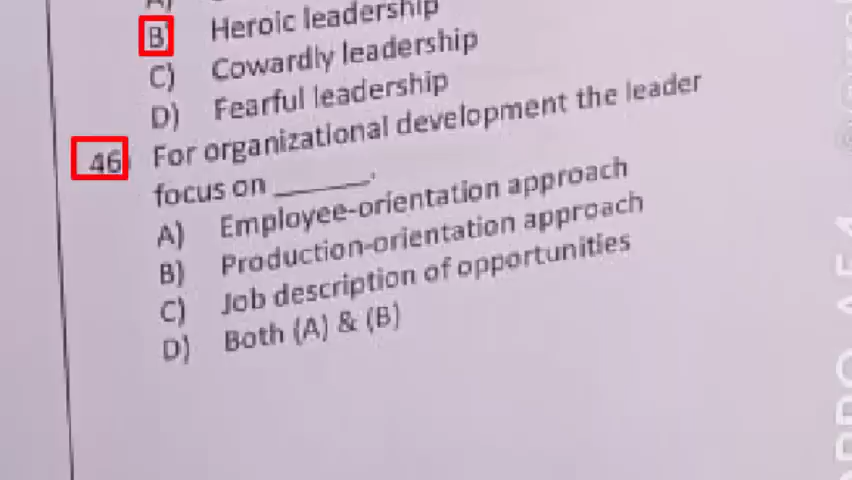 B) Heroic leadership
C) Cowardly leadership
D) Fearful leadership
46) For organizational development the leader
focus on ________.
A) Employee-orientation approach
B) Production-orientation approach
C) Job description of opportunities
D) Both (A) & (B)